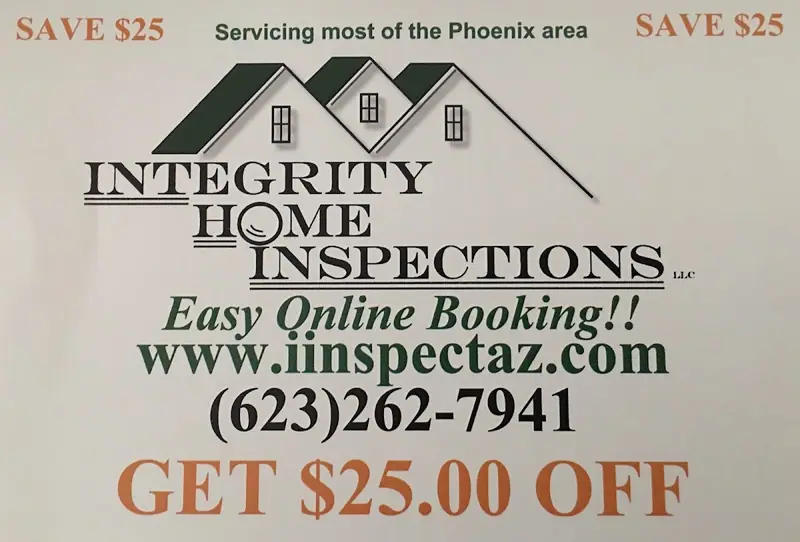 SAVE $25
Servicing most of the Phoenix area
SAVE $25
INTEGRITY
HOME
INSPECTIONS LLC
Easy Online Booking!!
www.iinspectaz.com
(623)262-7941
GET $25.00 OFF